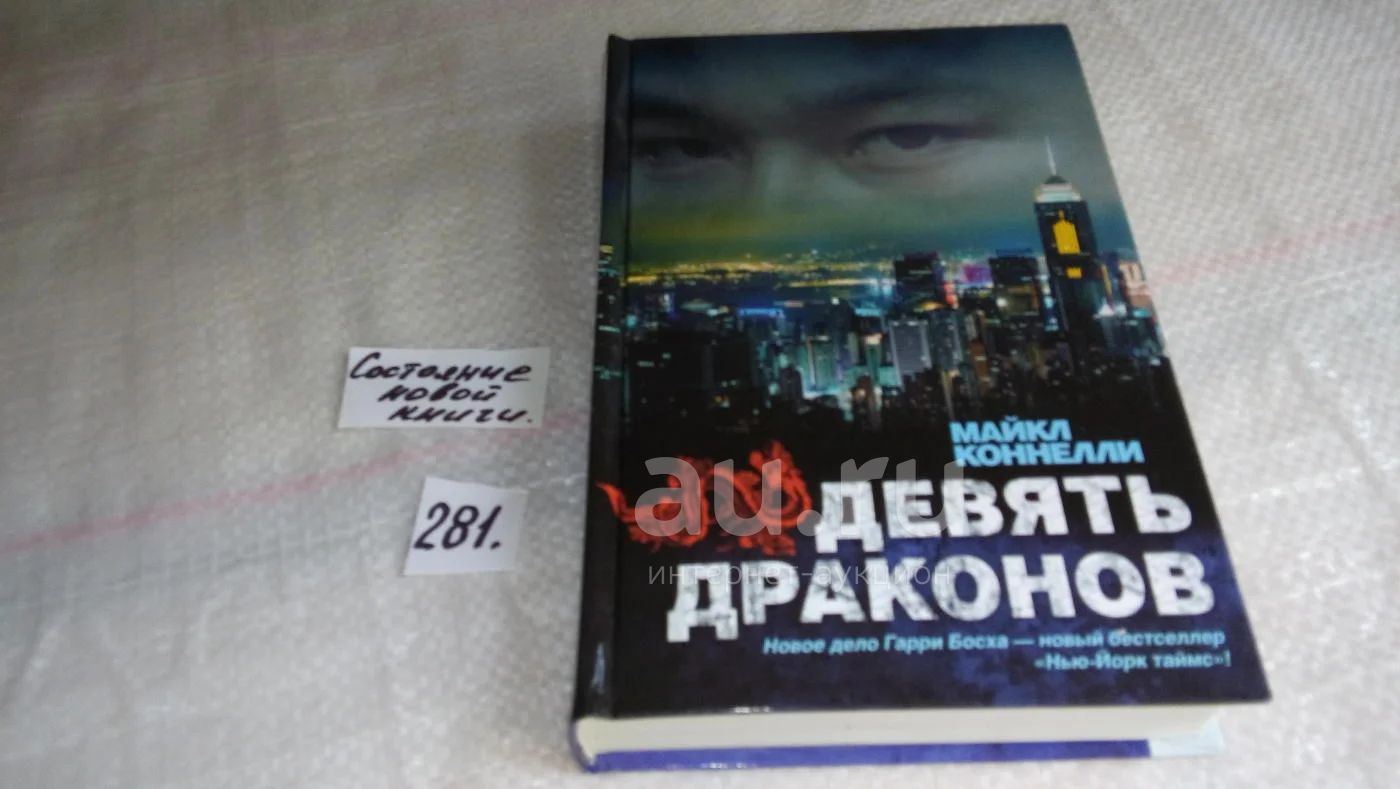 Состояние
новой
книги.
281.
МАЙКЛ
КОННЕЛЛИ
ДЕВЯТЬ
ДРАКОНОВ
Новое дело Гарри Босха — новый бестселлер
«Нью-Йорк таймс»!
au.ru
интернет-аукцион